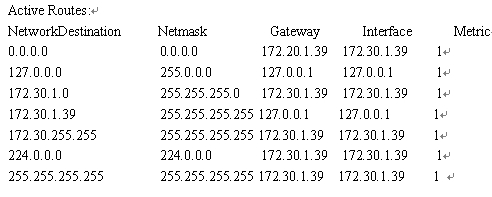 Active Routes:
NetworkDestination Netmask Gateway Interface Metric
0.0.0.0 0.0.0.0 172.20.1.39 172.30.1.39 1
127.0.0.0 255.0.0.0 127.0.0.1 127.0.0.1 1
172.30.1.0 255.255.255.0 172.30.1.39 172.30.1.39 1
172.30.1.39 255.255.255.255 127.0.0.1 127.0.0.1 1
172.30.255.255 255.255.255.255 172.30.1.39 172.30.1.39 1
224.0.0.0 224.0.0.0 172.30.1.39 172.30.1.39 1
255.255.255.255 255.255.255.255 172.30.1.39 172.30.1.39 1